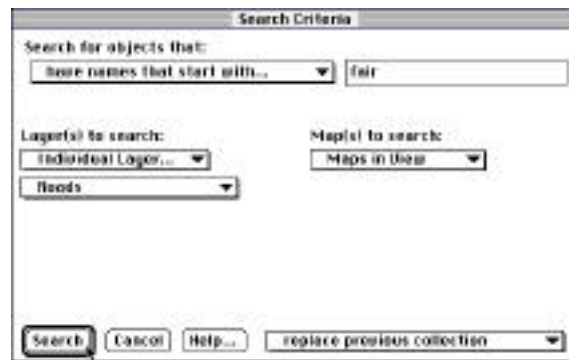 Search Criteria
Search for objects that:
have names that start with...
fair
Layer(s) to search:
Map(s) to search:
Individual Layer...
Maps in View
Roads
Search
Cancel
Help...
replace previous collection